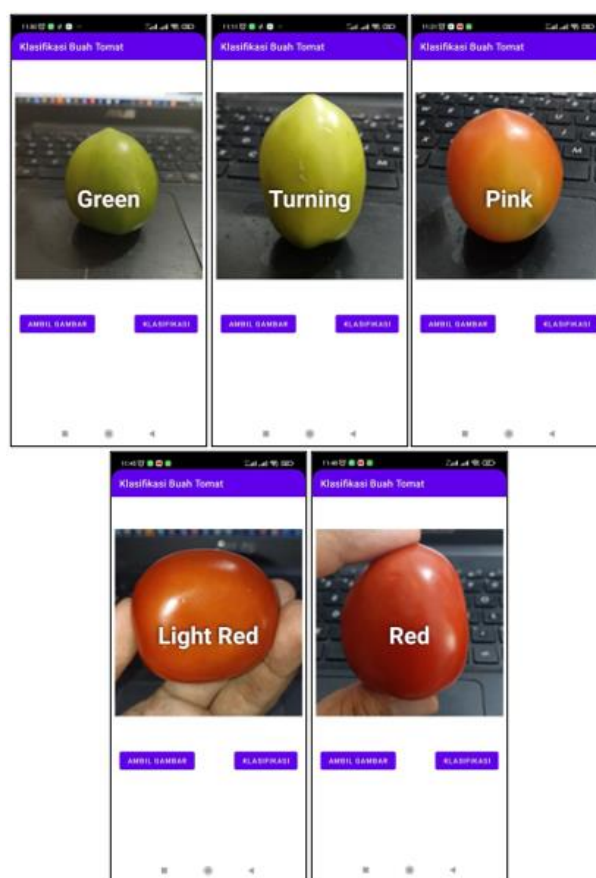 Klasifikasi Buah Tomat
Green
AMBIL GAMBAR
KLASIFIKASI
Klasifikasi Buah Tomat
Turning
AMBIL GAMBAR
KLASIFIKASI
Klasifikasi Buah Tomat
Pink
AMBIL GAMBAR
KLASIFIKASI
Klasifikasi Buah Tomat
Light Red
AMBIL GAMBAR
KLASIFIKASI
Klasifikasi Buah Tomat
Red
AMBIL GAMBAR
KLASIFIKASI